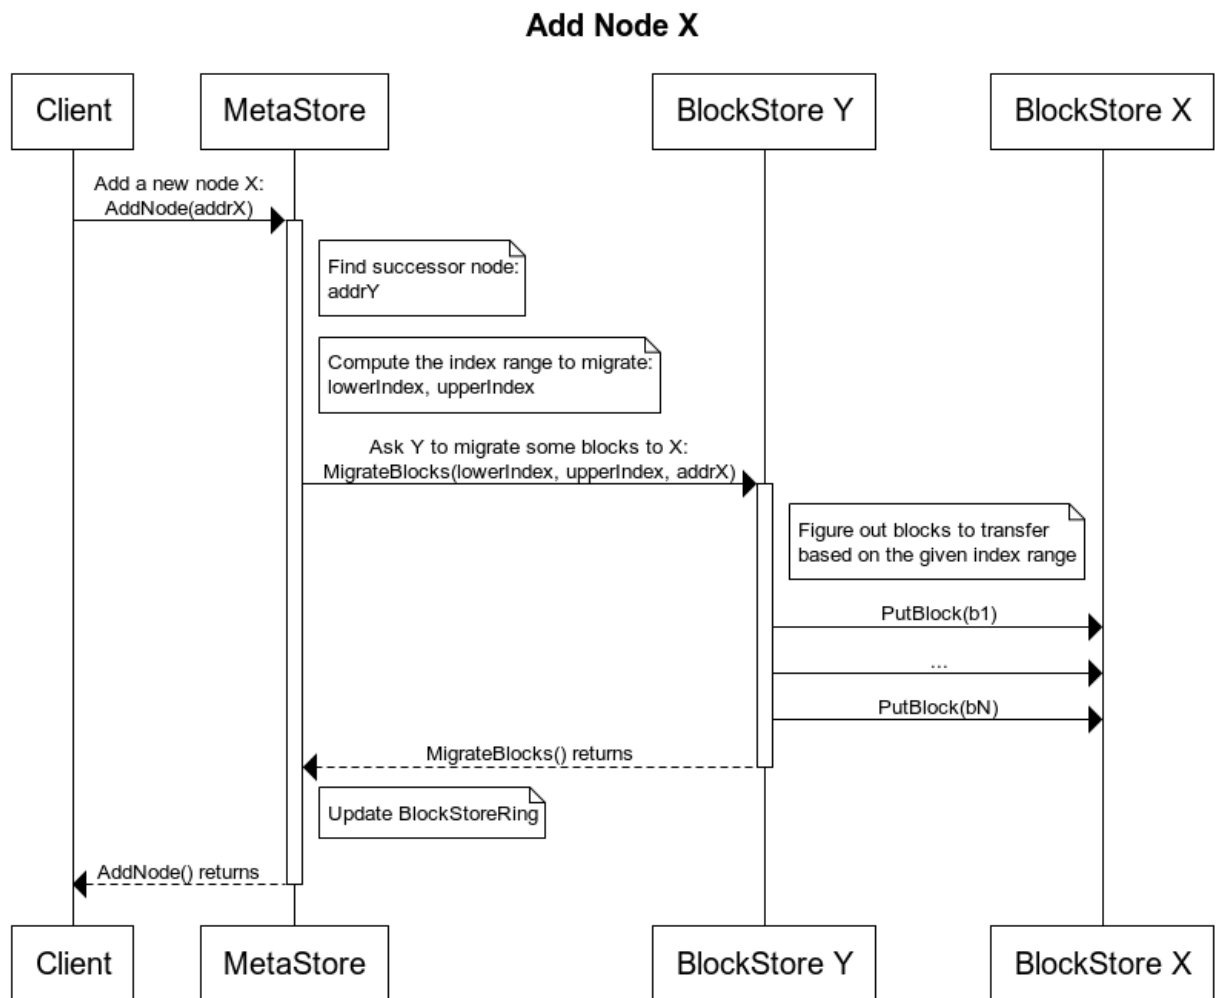 Add Node X
Client
MetaStore
BlockStore Y
BlockStore X
Add a new node X:
AddNode(addrX)
Find successor node:
addrY
Compute the index range to migrate:
lowerIndex, upperIndex
Ask Y to migrate some blocks to X:
MigrateBlocks(lowerIndex, upperIndex, addrX)
Figure out blocks to transfer
based on the given index range
PutBlock(b1)
...
PutBlock(bN)
MigrateBlocks() returns
Update BlockStoreRing
AddNode() returns
Client
MetaStore
BlockStore Y
BlockStore X